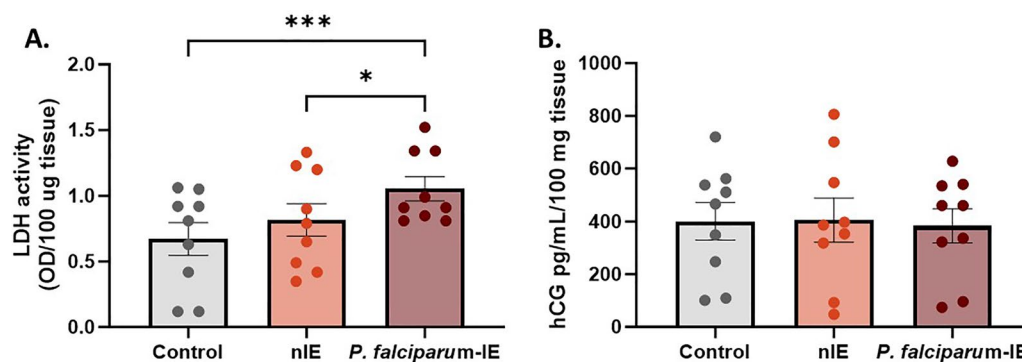 A.
***
*
LDH activity
(OD/100 ug tissue)
2.0
1.5
1.0
0.5
0.0
Control nIE P. falciparum-IE
B.
hCG pg/mL/100 mg tissue
1000
800
600
400
200
0
Control nIE P. falciparum-IE